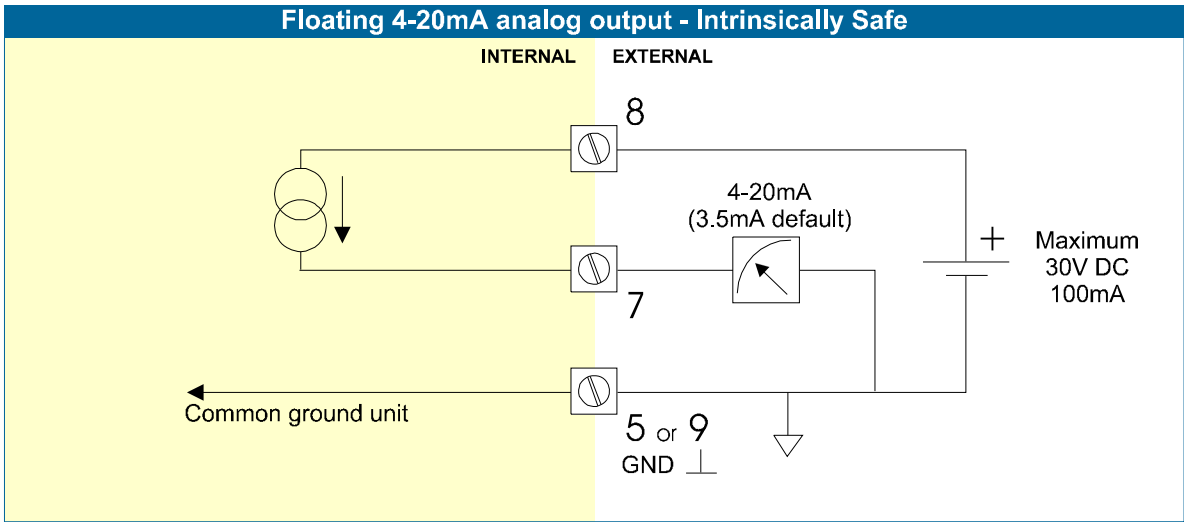 Floating 4-20mA analog output - Intrinsically Safe
INTERNAL
EXTERNAL
8
4-20mA
(3.5mA default)
+
Maximum
30V DC
100mA
7
Common ground unit
5 or 9
GND